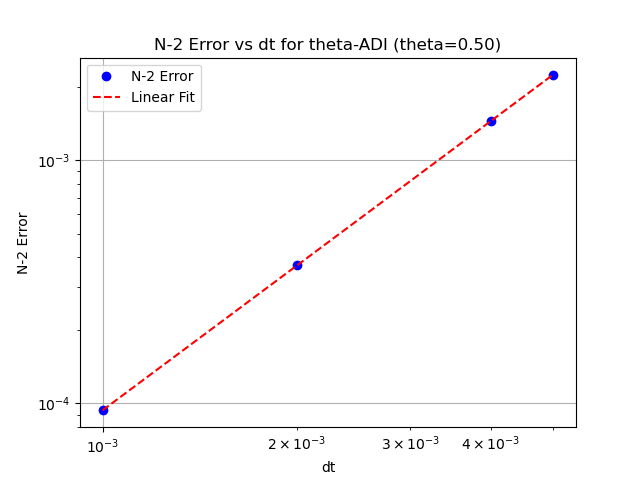 N-2 Error vs dt for theta-ADI (theta=0.50)
N-2 Error
Linear Fit
10⁻³
10⁻⁴
N-2 Error
10⁻³
2 × 10⁻³
3 × 10⁻³
4 × 10⁻³
dt